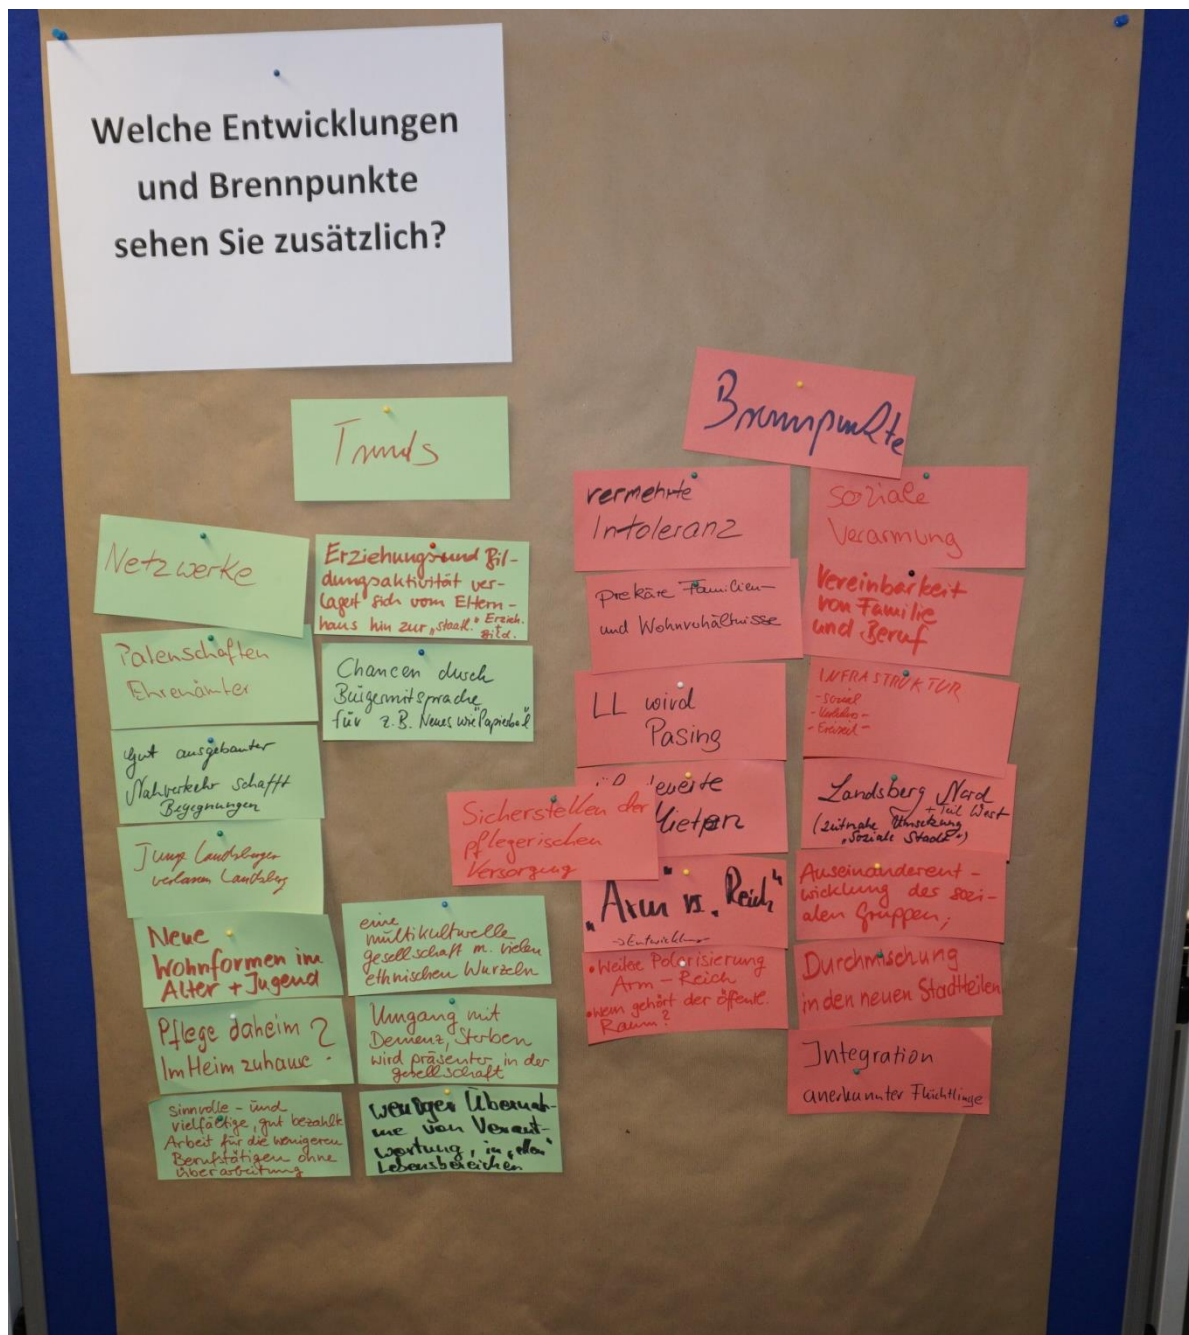 Welche Entwicklungen
und Brennpunkte
sehen Sie zusätzlich?
Trends
Netzwerke
Patenschaften
Ehrenämter
Gut ausgebauter
Nahverkehr schafft
Begegnungen
Junge Landsberger
verlassen Landsberg
Neue
Wohnformen im
Alter + Jugend
Pflege daheim?
Im Heim zuhause
sinnvolle - und
vielfältige, gut bezahlte
Arbeit für die wenigeren
Berufstätigen ohne
Überarbeitung
Erziehungs- und Bil-
dungsaktivität ver-
lagert sich vom Eltern-
haus hin zur "staatl." Erzieh.
Bild.
Chancen durch
Bürgermitsprache
für z.B. Neues wie "Papierbach"
eine
multikulturelle
gesellschaft m. vielen
ethnischen Wurzeln
Umgang mit
Demenz, Sterben
wird präsenter in der
gesellschaft
weniger Übernah-
me von Verant-
wortung, in "allen"
Lebensbereichen
Brennpunkte
vermehrte
Intoleranz
prekäre Familien-
und Wohnverhältnisse
LL wird
Pasing
Mieten
Sicherstellen der
pflegerischen
Versorgung
"Arm" vs. "Reich"
-> Entwicklung
• Weitere Polarisierung
Arm - Reich
• wem gehört der öffentl.
Raum?
soziale
Verarmung
Vereinbarkeit
von Familie
und Beruf
INFRASTRUKTUR
- sozial
- Verkehrs -
Landsberg Nord
+ Teil West
(zeitnahe Umsetzung
"Soziale Stadt")
Auseinanderent-
wicklung des sozi-
alen Gruppen,
Durchmischung
in den neuen Stadtteilen
Integration
anerkannter Flüchtlinge